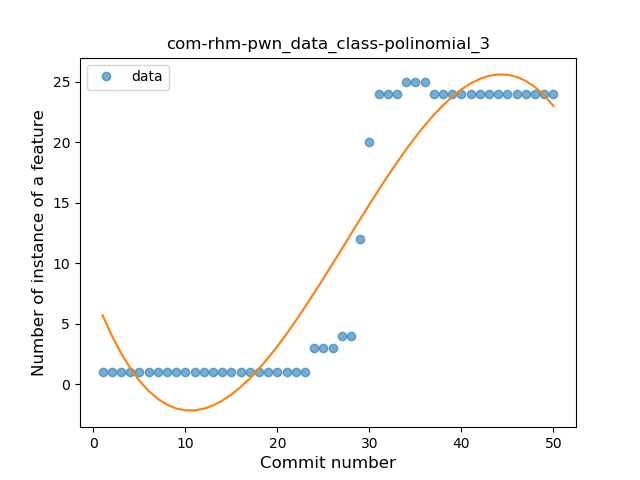 com-rhm-pwn_data_class-polinomial_3
data
Number of instance of a feature
25
20
15
10
5
0
0 10 20 30 40 50
Commit number